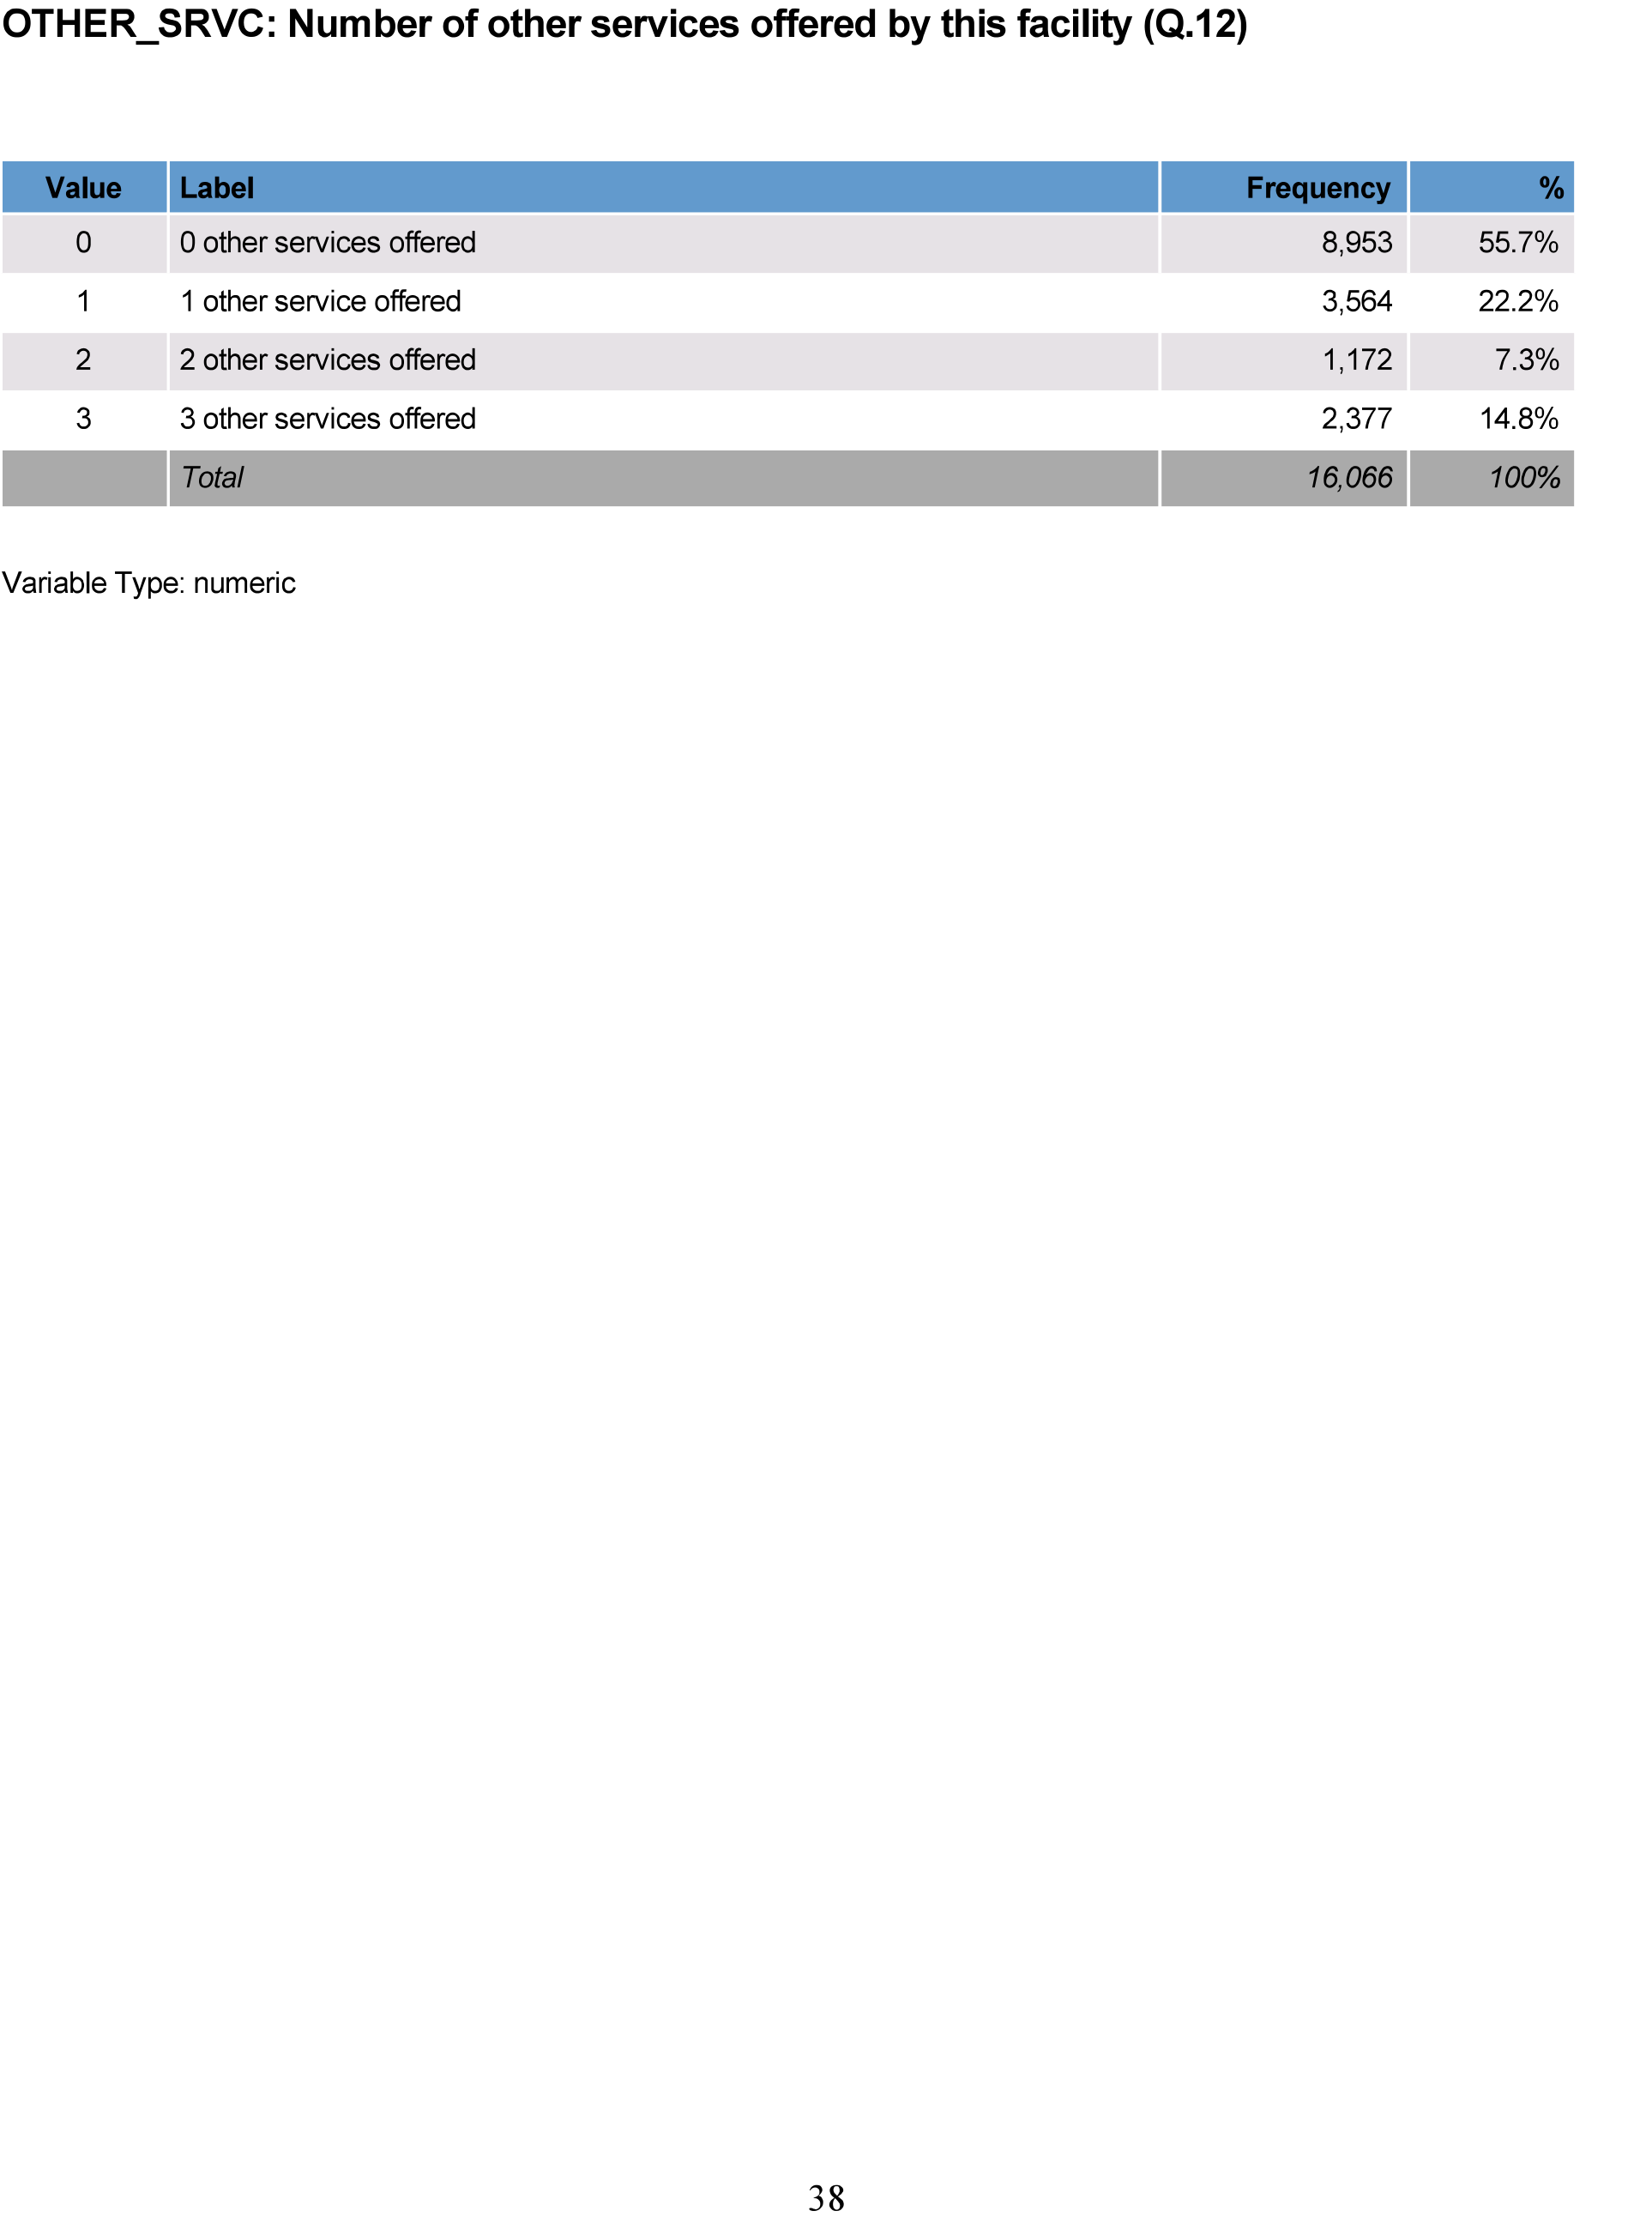 OTHER_SRVC: Number of other services offered by this facility (Q.12)
Value Label Frequency %
0 0 other services offered 8,953 55.7%
1 1 other service offered 3,564 22.2%
2 2 other services offered 1,172 7.3%
3 3 other services offered 2,377 14.8%
Total 16,066 100%
Variable Type: numeric
38